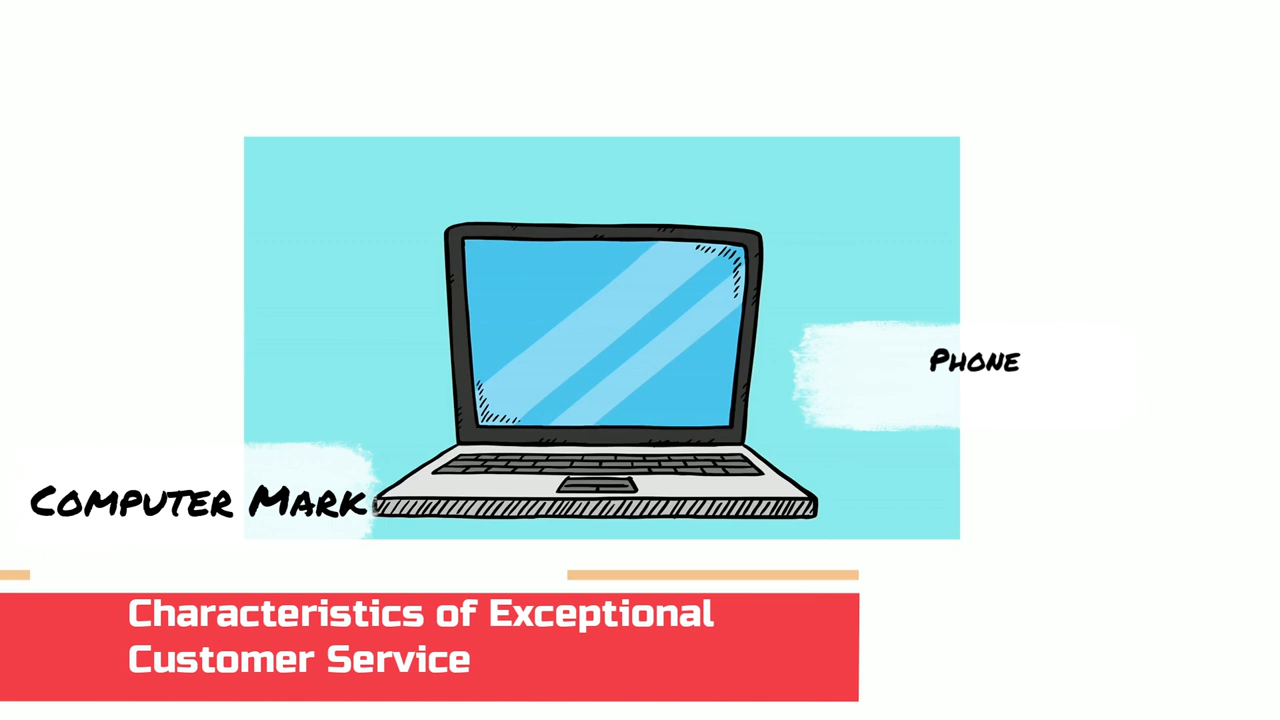 Phone
Computer Mark
Characteristics of Exceptional
Customer Service